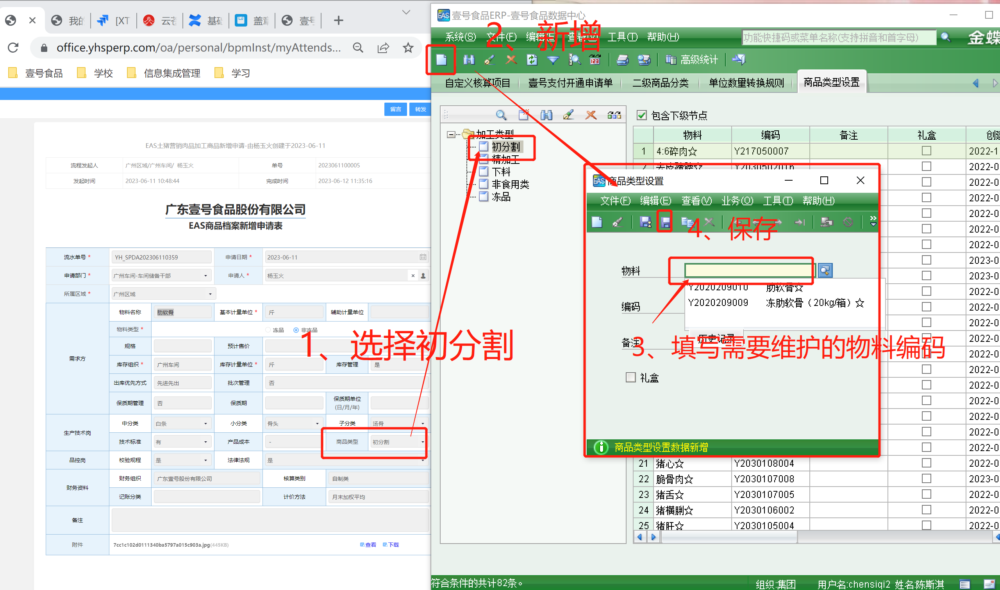 我的
[XT
云苍
基础
盖章
壹号
office.yhsperp.com/oa/personal/bpmInst/myAttends...
壹号食品
学校
信息集成管理
学习
留言
转发
EAS土猪营销肉品加工商品新增申请-由杨玉火创建于2023-06-11
流程发起人 广州区域/广州车间/ 杨玉火 单号 2023061100005
发起时间 2023-06-11 10:48:44 完成时间 2023-06-12 11:35:16
广东壹号食品股份有限公司
EAS商品档案新增申请表
流水单号 * YH_SPDA202306110359 申请日期 * 2023-06-11
申请部门 * 广州车间-车间储备干部 申请人 * 杨玉火
所属区域 * 广州区域
需求方
物料名称 肋软骨 基本计量单位 * 斤 辅助计量单位
物料类型 * 冻品 非冻品
规格 预计售价
库存组织 * 广州车间 库存计量单位 * 斤 库存管理 是
出库优先方式 先进先出 批次管理 否
保质期管理 否 保质期 保质期单位
(日/月/年)
生产技术岗
中分类 白条 小分类 骨头 子分类 汤骨
技术标准 有 产品成本 - 商品类型 初分割
品控岗 校验规程 是 法律法规 是
财务资料
财务组织 广东壹号股份有限公司 核算类别 自制类
记账分类 计价方法 月末加权平均
备注
附件 7cc1c102d0111340ba5797a015c903a.jpg(445KB) 查看 下载
1、选择初分割
EAS 壹号食品ERP-壹号食品数据中心
系统(S) 文件(F) 编辑(E) 查看(V) 工具(T) 帮助(H)
功能快捷码或菜单名称(支持拼音和首字母)
金蝶
2、新增
123
高级统计
自定义核算项目 壹号支付开通申请单 二级商品分类 单位数量转换规则 商品类型设置
包含下级节点
加工类型
初分割
精加工
下料
非食用类
冻品
物料 编码 备注 礼盒 创建
1 4:6碎肉☆ Y217050007 2022-1
2022-0
2022-0
2022-0
2022-0
2022-0
2022-0
2023-0
2023-0
2022-0
2022-0
2022-0
2022-0
2022-0
2022-0
2022-0
2022-0
2022-0
2022-0
2022-0
21 猪心☆ Y2030108004 2022-0
22 脆骨肉☆ Y2030107008 2023-0
23 猪舌☆ Y2030107005 2022-0
24 猪横脷☆ Y2030106002 2022-0
25 猪肝☆ Y2030105004 2022-0
EAS 商品类型设置
文件(F) 编辑(E) 查看(V) 业务(O) 工具(T) 帮助(H)
4、保存
物料
Y2020209010 肋软骨☆
编码
Y2020209009 冻肋软骨（20kg/箱）☆
历史记录
备注
3、填写需要维护的物料编码
礼盒
商品类型设置数据新增
符合条件的共计82条。
组织:集团
用户名:chensiqi2 姓名:陈斯淇